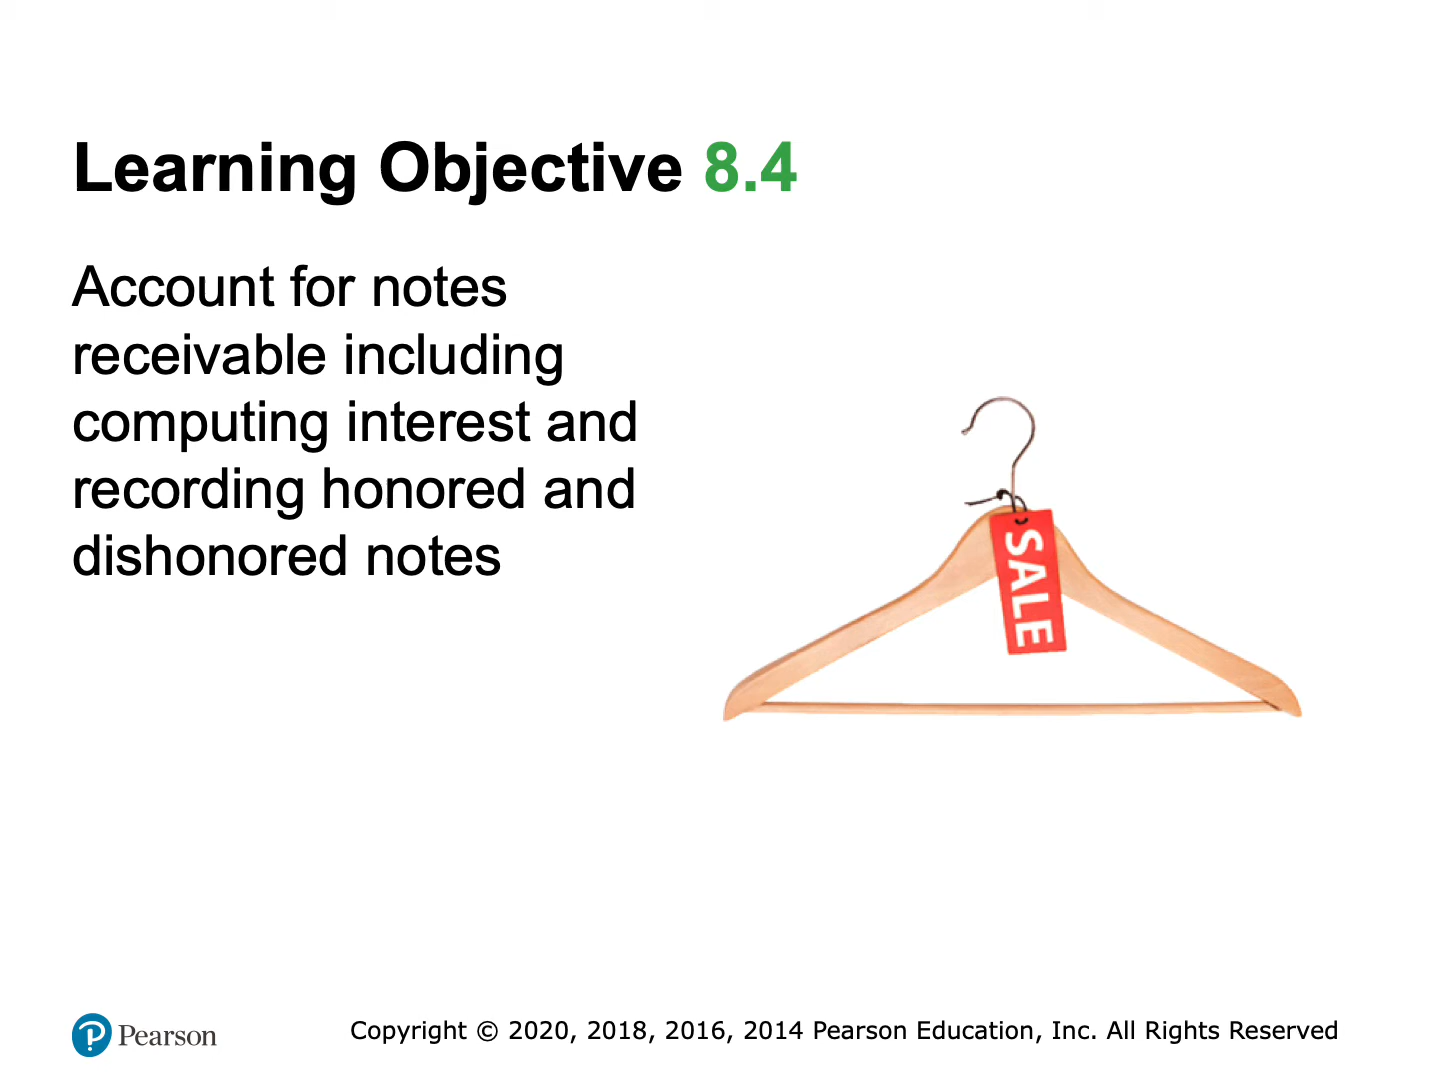 Learning Objective 8.4
Account for notes
receivable including
computing interest and
recording honored and
dishonored notes
SALE
Pearson
Copyright © 2020, 2018, 2016, 2014 Pearson Education, Inc. All Rights Reserved